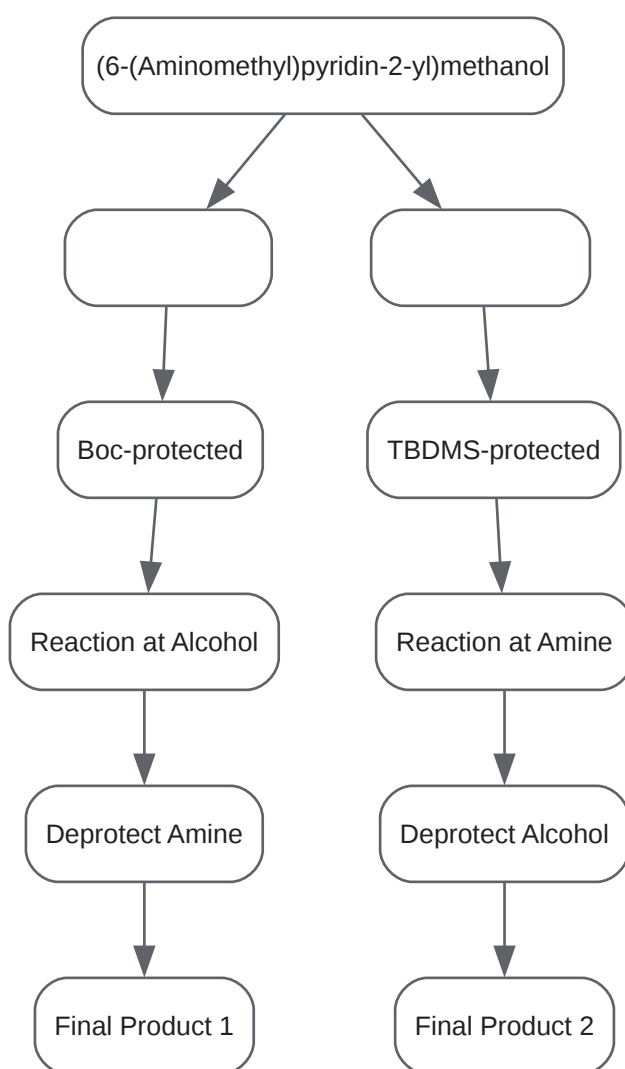 (6-(Aminomethyl)pyridin-2-yl)methanol
Boc-protected
TBDMS-protected
Reaction at Alcohol
Reaction at Amine
Deprotect Amine
Deprotect Alcohol
Final Product 1
Final Product 2